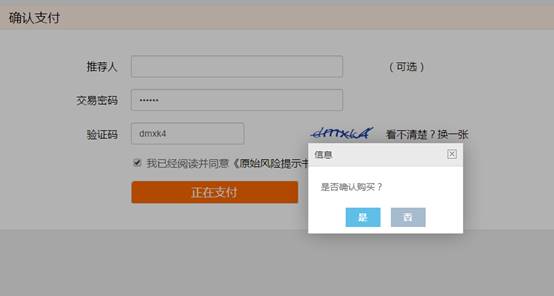 确认支付
推荐人
（可选）
交易密码
••••••
验证码
dmxk4
dmxk4
看不清楚？换一张
我已经阅读并同意《原始风险提示书
正在支付
信息
是否确认购买？
是
否